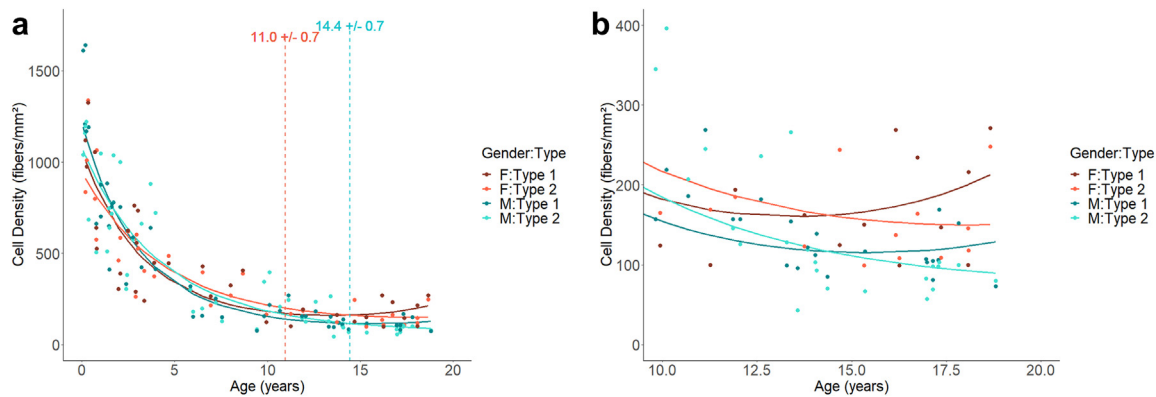 a
11.0 +/- 0.7
14.4 +/- 0.7
Cell Density (fibers/mm²)
1500
1000
500
0
0 5 10 15 20
Age (years)
Gender:Type
F:Type 1
F:Type 2
M:Type 1
M:Type 2
b
Cell Density (fibers/mm²)
400
300
200
100
0
10.0 12.5 15.0 17.5 20.0
Age (years)
Gender:Type
F:Type 1
F:Type 2
M:Type 1
M:Type 2